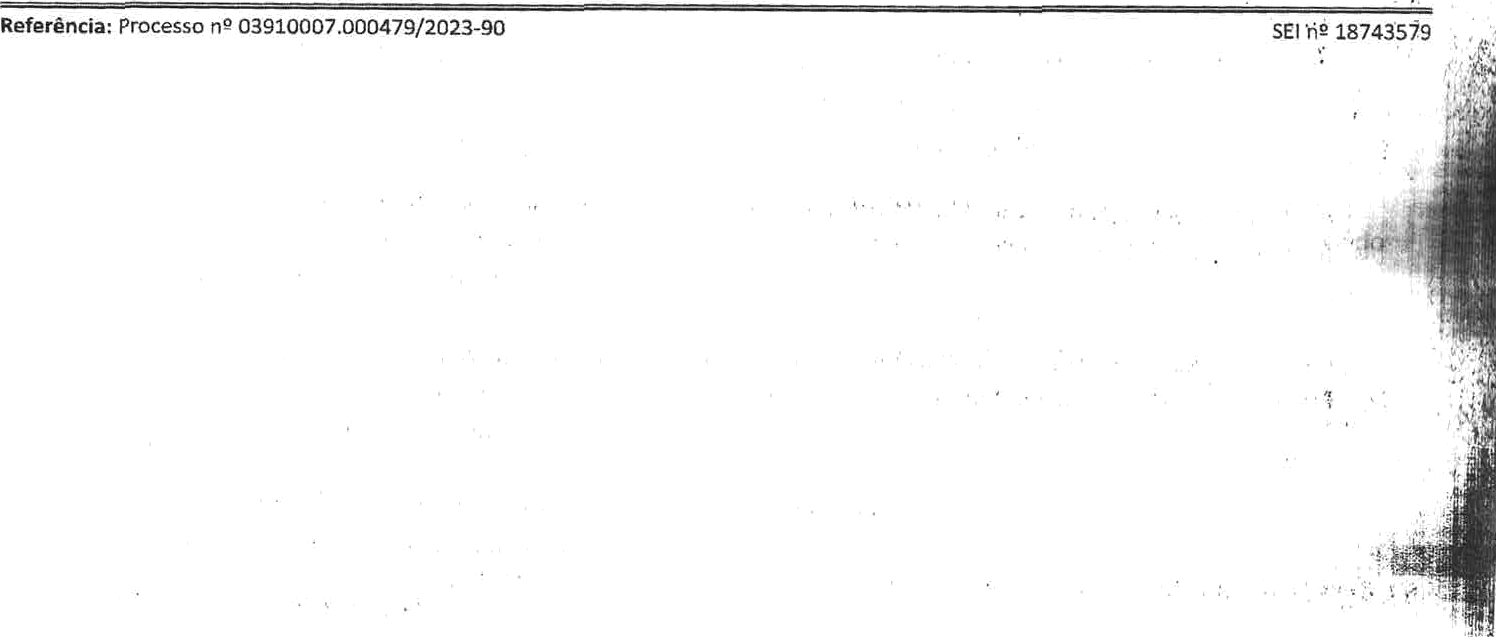 Referência: Processo nº 03910007.000479/2023-90 SEI nº 18743579